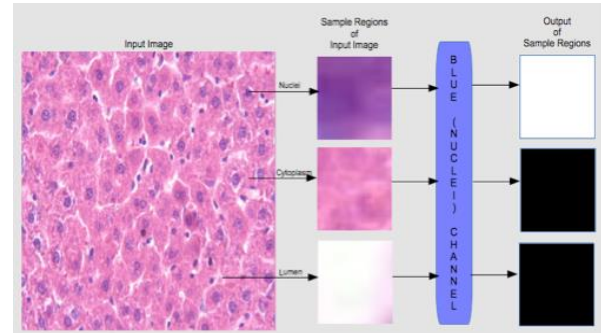 Input Image
Sample Regions
of
Input Image
Output
of
Sample Regions
Nuclei
Cytoplasm
Lumen
BLUE (NUCLEI) CHANNEL